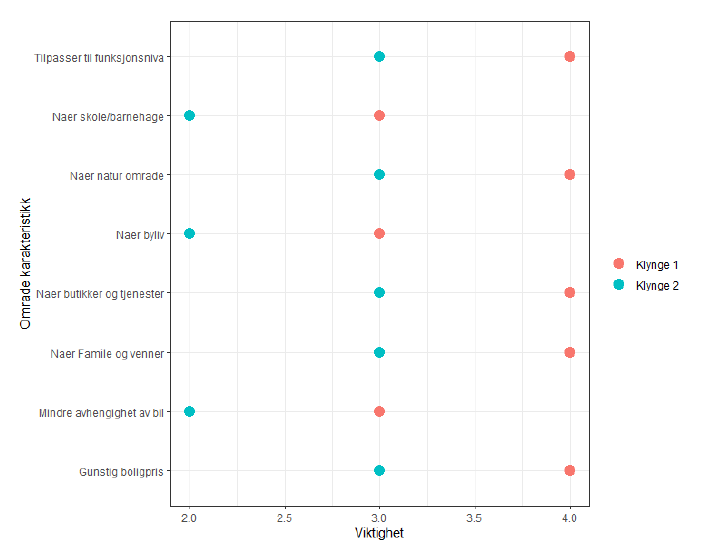 Tilpasser til funksjonsniva
Naer skole/barnehage
Naer natur omrade
Naer byliv
Naer butikker og tjenester
Naer Famile og venner
Mindre avhengighet av bil
Gunstig boligpris
Omrade karakteristikk
2.0 2.5 3.0 3.5 4.0
Viktighet
Klynge 1
Klynge 2